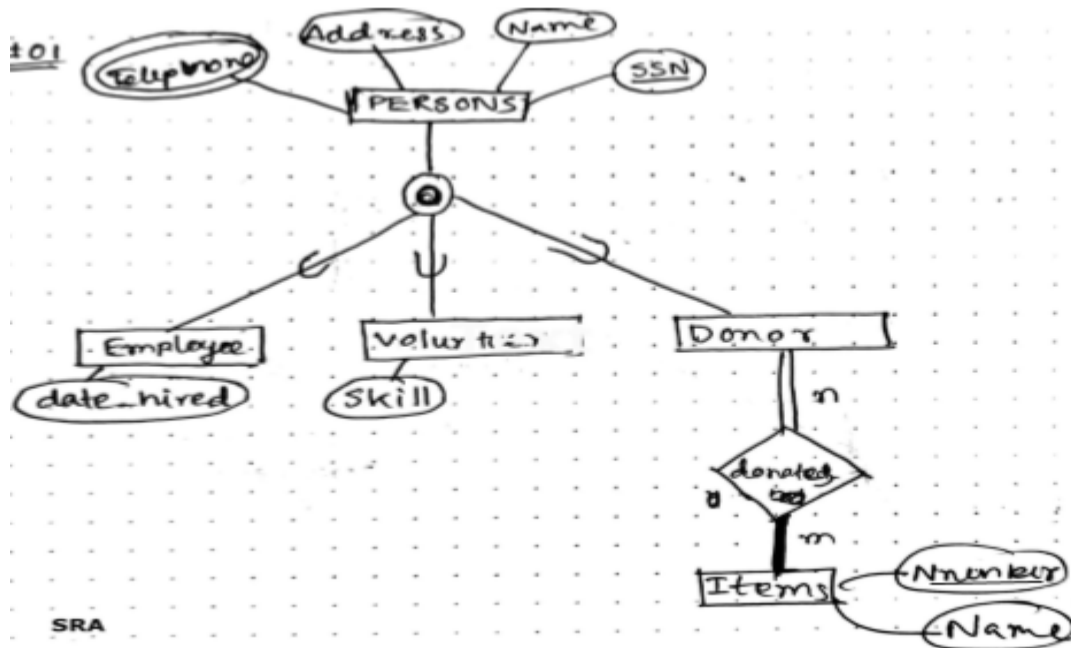 #01
Address
Name
Telephone
SSN
PERSONS
O
Employee
Donor
date_hired
Skill
n
donated
m
Items
Name
SRA